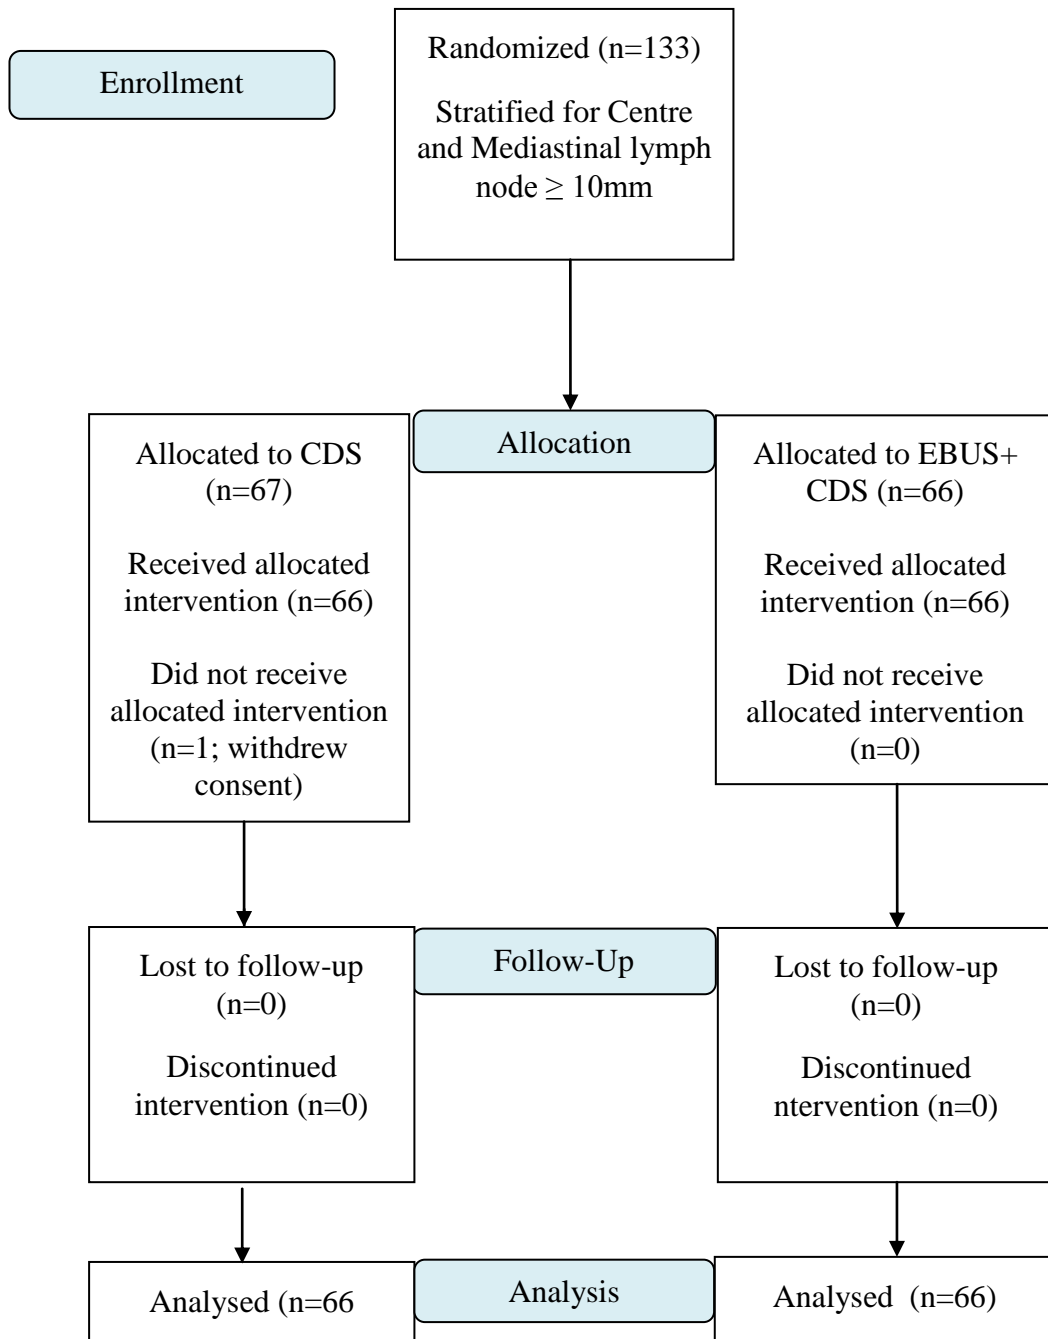 Enrollment
Randomized (n=133)
Stratified for Centre
and Mediastinal lymph
node ≥ 10mm
Allocation
Allocated to CDS
(n=67)
Received allocated
intervention (n=66)
Did not receive
allocated intervention
(n=1; withdrew
consent)
Allocated to EBUS+
CDS (n=66)
Received allocated
intervention (n=66)
Did not receive
allocated intervention
(n=0)
Follow-Up
Lost to follow-up
(n=0)
Discontinued
intervention (n=0)
Lost to follow-up
(n=0)
Discontinued
ntervention (n=0)
Analysis
Analysed (n=66
Analysed (n=66)